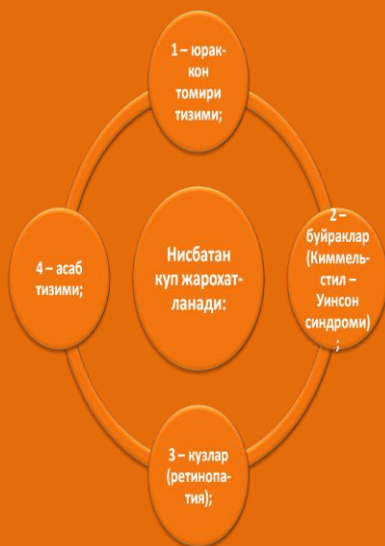 1 – юрак-
кон
томири
тизими;
2 –
буйраклар
(Киммель-
стил –
Уинсон
синдроми)
;
Нисбатан
куп жарохат-
ланади:
4 – асаб
тизими;
3 – кузлар
(ретинопа-
тия);